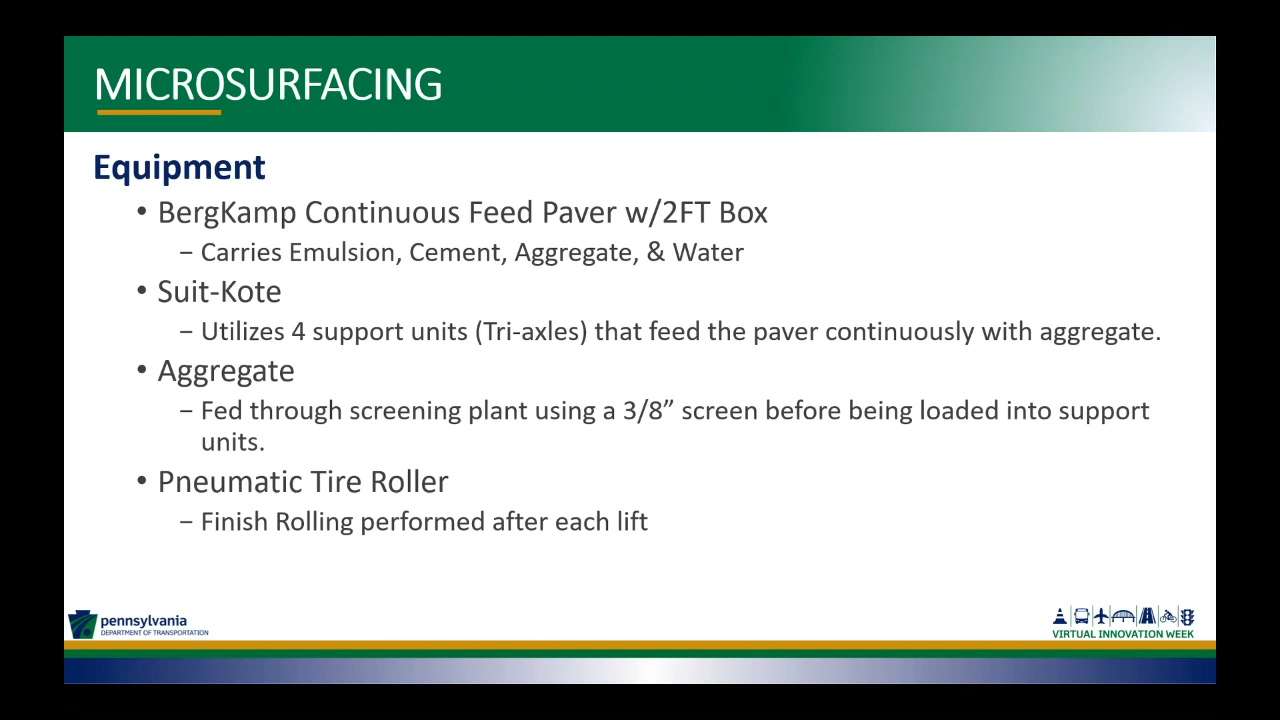 MICROSURFACING
Equipment
• BergKamp Continuous Feed Paver w/2FT Box
– Carries Emulsion, Cement, Aggregate, & Water
• Suit-Kote
– Utilizes 4 support units (Tri-axles) that feed the paver continuously with aggregate.
• Aggregate
– Fed through screening plant using a 3/8” screen before being loaded into support
units.
• Pneumatic Tire Roller
– Finish Rolling performed after each lift
pennsylvania
DEPARTMENT OF TRANSPORTATION
VIRTUAL INNOVATION WEEK